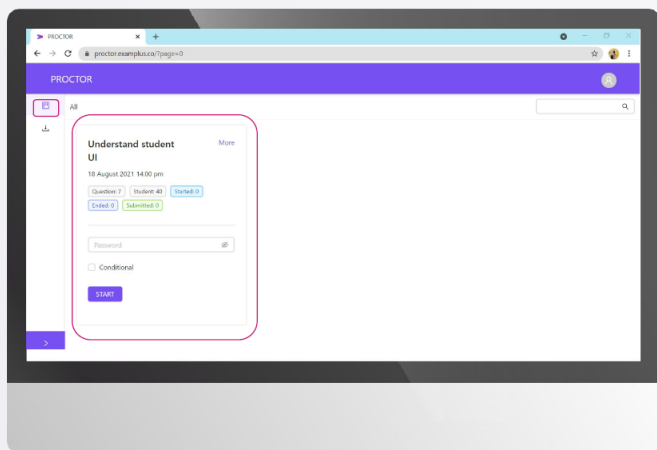 PROCTOR
proctor.examplus.co/?page=0
PROCTOR
All
Understand student
UI
More
18 August 2021 14:00 pm
Question: 7
Student: 40
Started: 0
Ended: 0
Submitted: 0
Password
Conditional
START